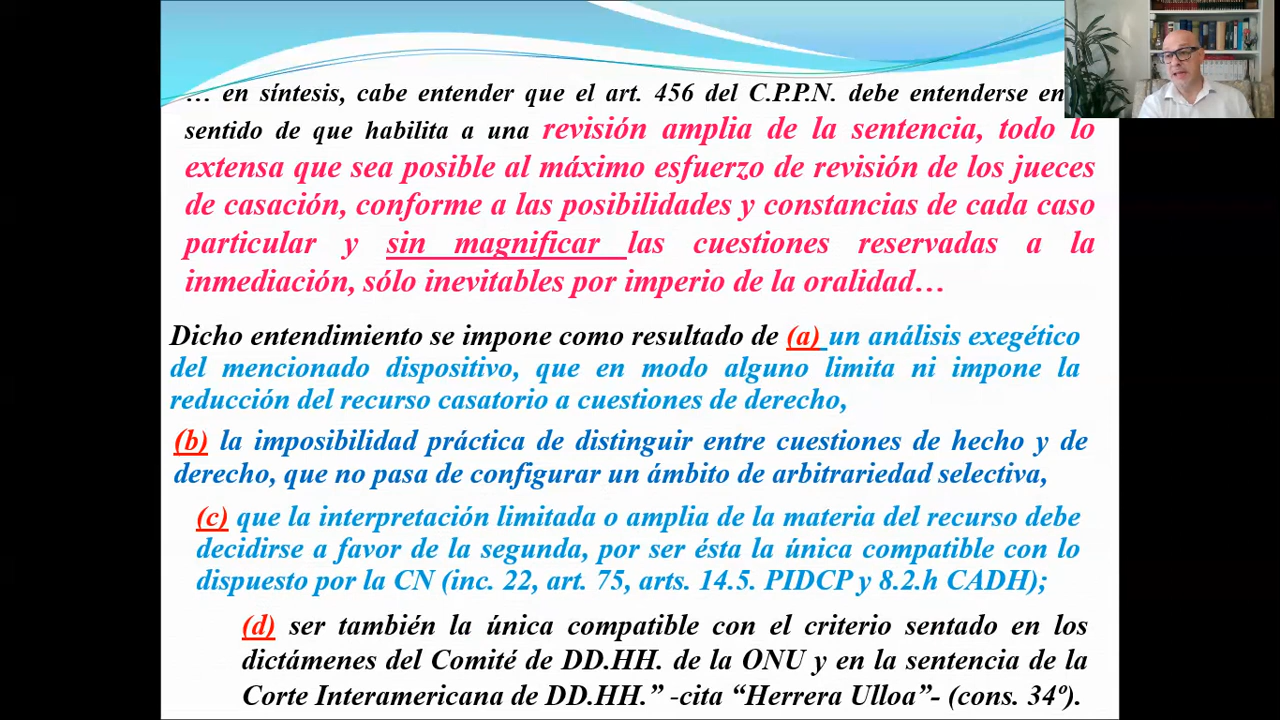 … en síntesis, cabe entender que el art. 456 del C.P.P.N. debe entenderse en
sentido de que habilita a una revisión amplia de la sentencia, todo lo
extensa que sea posible al máximo esfuerzo de revisión de los jueces
de casación, conforme a las posibilidades y constancias de cada caso
particular y sin magnificar las cuestiones reservadas a la
inmediación, sólo inevitables por imperio de la oralidad…
Dicho entendimiento se impone como resultado de (a) un análisis exegético
del mencionado dispositivo, que en modo alguno limita ni impone la
reducción del recurso casatorio a cuestiones de derecho,
(b) la imposibilidad práctica de distinguir entre cuestiones de hecho y de
derecho, que no pasa de configurar un ámbito de arbitrariedad selectiva,
(c) que la interpretación limitada o amplia de la materia del recurso debe
decidirse a favor de la segunda, por ser ésta la única compatible con lo
dispuesto por la CN (inc. 22, art. 75, arts. 14.5. PIDCP y 8.2.h CADH);
(d) ser también la única compatible con el criterio sentado en los
dictámenes del Comité de DD.HH. de la ONU y en la sentencia de la
Corte Interamericana de DD.HH.” -cita “Herrera Ulloa”- (cons. 34º).